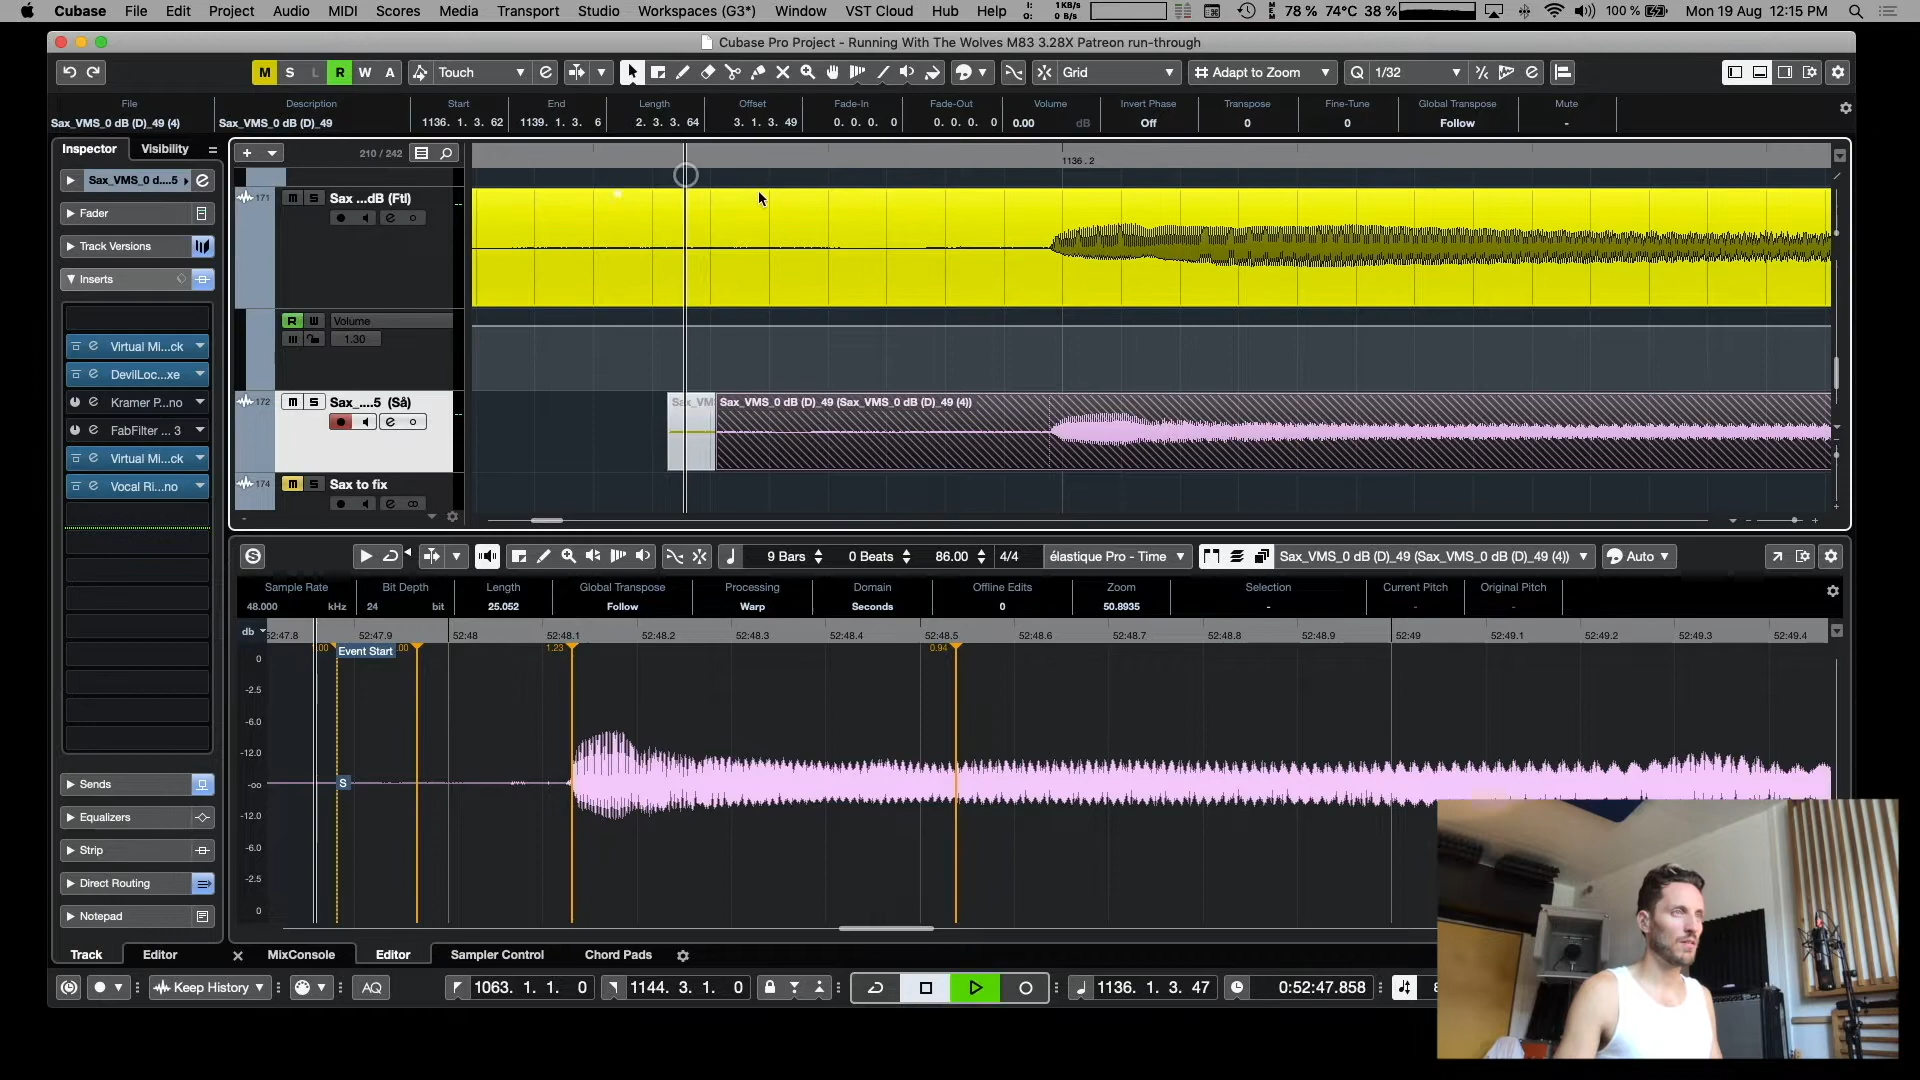 Cubase File Edit Project Audio MIDI Scores Media Transport Studio Workspaces (G3*) Window VST Cloud Hub Help I: O: 1 KB/s 0 B/s 78 % 74°C 38 % 100 % Mon 19 Aug 12:15 PM
Cubase Pro Project - Running With The Wolves M83 3.28X Patreon run-through
M S L R W A Touch Grid Adapt to Zoom Q 1/32
File Description Start End Length Offset Fade-In Fade-Out Volume Invert Phase Transpose Fine-Tune Global Transpose Mute
Sax_VMS_0 dB (D)_49 (4) Sax_VMS_0 dB (D)_49 1136. 1. 3. 62 1139. 1. 3. 6 2. 3. 3. 64 3. 1. 3. 49 0. 0. 0. 0 0. 0. 0. 0 0.00 dB Off 0 0 Follow -
Inspector Visibility
210 / 242
1136. 2
Sax_VMS_0 d....5
171 m S Sax ...dB (Ftl)
Fader
Track Versions
Inserts
R W Volume
1.30
Virtual Mi...ck
DevilLoc...xe
Kramer P...no
FabFilter ... 3
Virtual Mi...ck
Vocal Ri...no
172 m S Sax_....5 (Så)
Sax_VM Sax_VMS_0 dB (D)_49 (Sax_VMS_0 dB (D)_49 (4))
174 m S Sax to fix
9 Bars 0 Beats 86.00 4/4 élastique Pro - Time Sax_VMS_0 dB (D)_49 (Sax_VMS_0 dB (D)_49 (4)) Auto
Sample Rate Bit Depth Length Global Transpose Processing Domain Offline Edits Zoom Selection Current Pitch Original Pitch
48.000 kHz 24 bit 25.052 Follow Warp Seconds 0 50.8935 - - -
db 52:47.8 52:47.9 52:48 52:48.1 52:48.2 52:48.3 52:48.4 52:48.5 52:48.6 52:48.7 52:48.8 52:48.9 52:49 52:49.1 52:49.2 52:49.3 52:49.4
1.00 Event Start .00 1.23 0.94
0
-2.5
-6.0
-12.0
-oo
S
-12.0
-6.0
-2.5
0
Sends
Equalizers
Strip
Direct Routing
Notepad
Track Editor MixConsole Editor Sampler Control Chord Pads
Keep History AQ 1063. 1. 1. 0 1144. 3. 1. 0 1136. 1. 3. 47 0:52:47.858